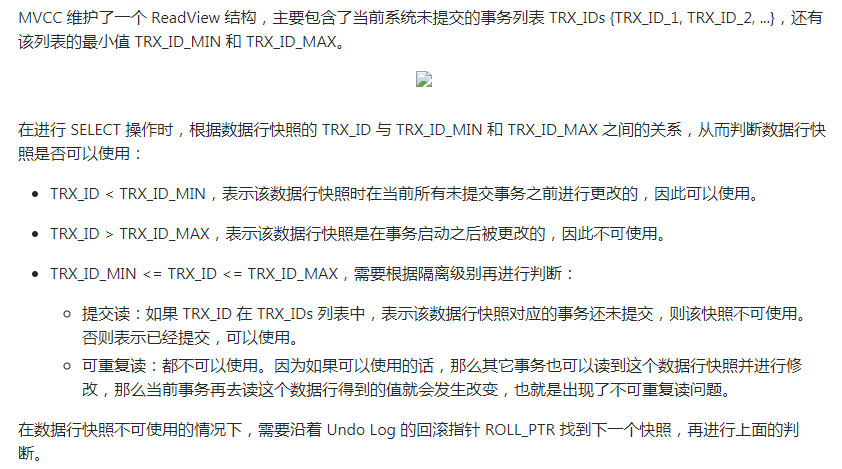 MVCC 维护了一个 ReadView 结构，主要包含了当前系统未提交的事务列表 TRX_IDs {TRX_ID_1, TRX_ID_2, ...}，还有
该列表的最小值 TRX_ID_MIN 和 TRX_ID_MAX。
在进行 SELECT 操作时，根据数据行快照的 TRX_ID 与 TRX_ID_MIN 和 TRX_ID_MAX 之间的关系，从而判断数据行快
照是否可以使用：
TRX_ID < TRX_ID_MIN，表示该数据行快照时在当前所有未提交事务之前进行更改的，因此可以使用。
TRX_ID > TRX_ID_MAX，表示该数据行快照是在事务启动之后被更改的，因此不可使用。
TRX_ID_MIN <= TRX_ID <= TRX_ID_MAX，需要根据隔离级别再进行判断：
提交读：如果 TRX_ID 在 TRX_IDs 列表中，表示该数据行快照对应的事务还未提交，则该快照不可使用。
否则表示已经提交，可以使用。
可重复读：都不可以使用。因为如果可以使用的话，那么其它事务也可以读到这个数据行快照并进行修
改，那么当前事务再去读这个数据行得到的值就会发生改变，也就是出现了不可重复读问题。
在数据行快照不可使用的情况下，需要沿着 Undo Log 的回滚指针 ROLL_PTR 找到下一个快照，再进行上面的判
断。